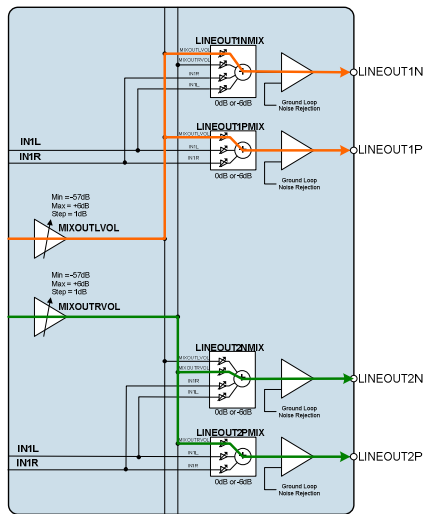 LINEOUT1NMIX
MIXOUTLVOL
MIXOUTRVOL
IN1R
IN1L
0dB or -6dB
Ground Loop
Noise Rejection
LINEOUT1N
LINEOUT1PMIX
MIXOUTLVOL
IN1L
IN1R
0dB or -6dB
Ground Loop
Noise Rejection
LINEOUT1P
IN1L
IN1R
Min =-57dB
Max = +6dB
Step = 1dB
MIXOUTLVOL
Min =-57dB
Max = +6dB
Step = 1dB
MIXOUTRVOL
LINEOUT2NMIX
MIXOUTLVOL
MIXOUTRVOL
IN1R
IN1L
0dB or -6dB
Ground Loop
Noise Rejection
LINEOUT2N
LINEOUT2PMIX
MIXOUTRVOL
IN1L
IN1R
0dB or -6dB
Ground Loop
Noise Rejection
LINEOUT2P
IN1L
IN1R